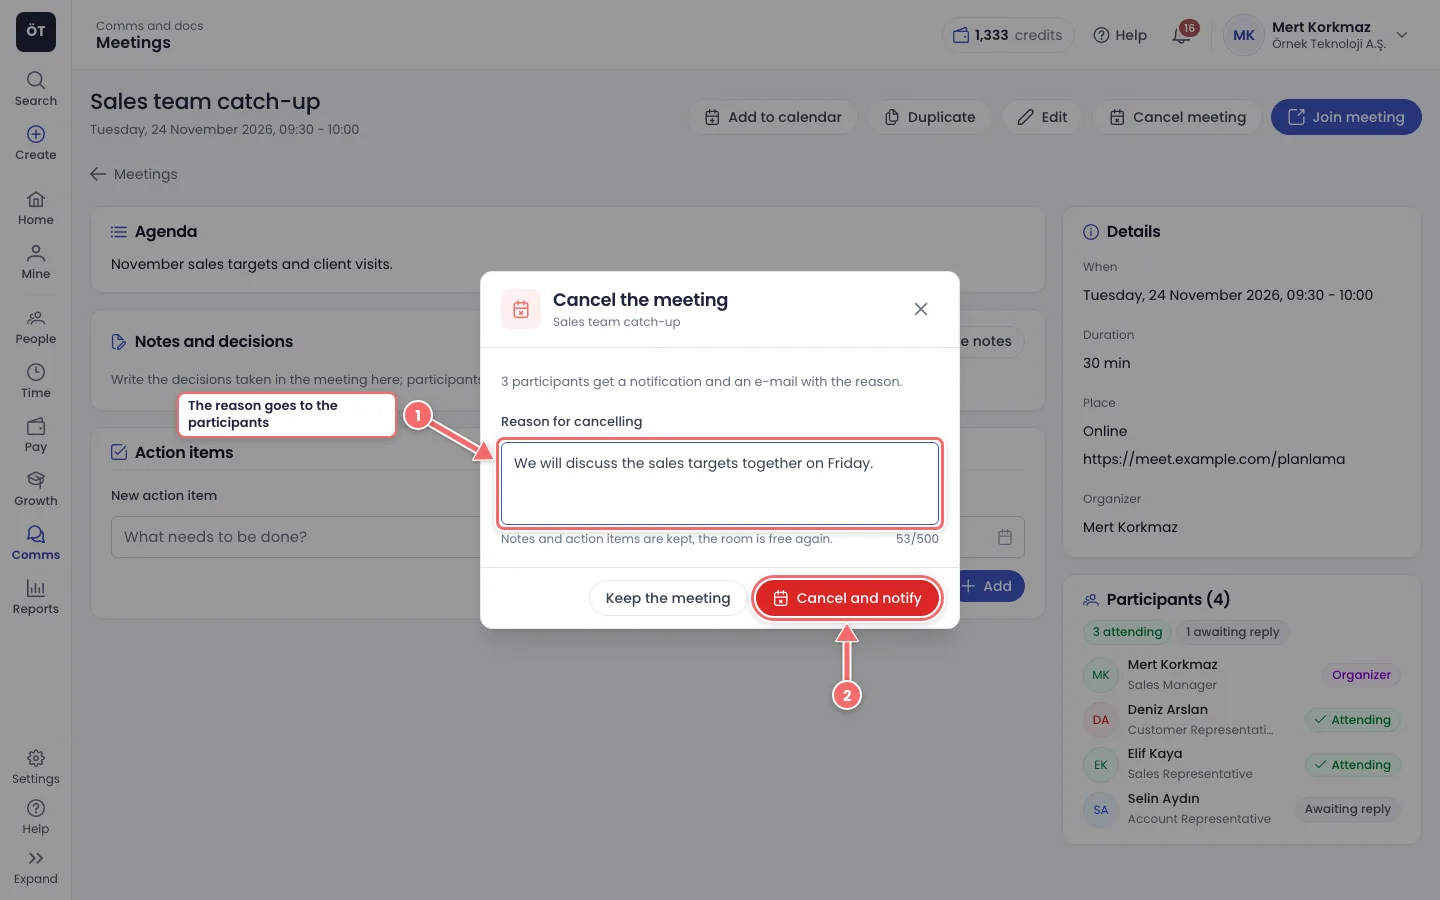 ÖT
Search
Create
Home
Mine
People
Time
Pay
Growth
Comms
Reports
Settings
Help
Expand
Comms and docs
Meetings
1,333 credits
Help
16
MK
Mert Korkmaz
Örnek Teknoloji A.Ş.
Sales team catch-up
Tuesday, 24 November 2026, 09:30 - 10:00
Add to calendar
Duplicate
Edit
Cancel meeting
Join meeting
Meetings
Agenda
November sales targets and client visits.
Notes and decisions
e notes
Write the decisions taken in the meeting here; participants
Action items
New action item
What needs to be done?
Add
The reason goes to the
participants
1
Cancel the meeting
Sales team catch-up
3 participants get a notification and an e-mail with the reason.
Reason for cancelling
We will discuss the sales targets together on Friday.
Notes and action items are kept, the room is free again.
53/500
Keep the meeting
Cancel and notify
2
Details
When
Tuesday, 24 November 2026, 09:30 - 10:00
Duration
30 min
Place
Online
https://meet.example.com/planlama
Organizer
Mert Korkmaz
Participants (4)
3 attending
1 awaiting reply
MK
Mert Korkmaz
Sales Manager
Organizer
DA
Deniz Arslan
Customer Representati...
Attending
EK
Elif Kaya
Sales Representative
Attending
SA
Selin Aydın
Account Representative
Awaiting reply